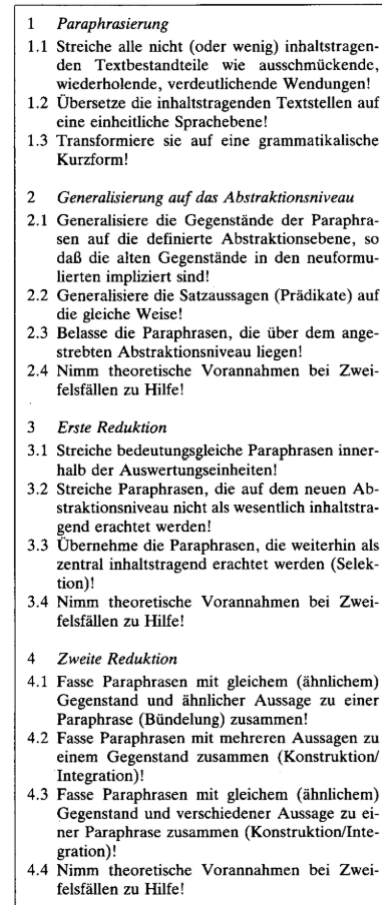 1 Paraphrasierung
1.1 Streiche alle nicht (oder wenig) inhaltstragen-
den Textbestandteile wie ausschmückende,
wiederholende, verdeutlichende Wendungen!
1.2 Übersetze die inhaltstragenden Textstellen auf
eine einheitliche Sprachebene!
1.3 Transformiere sie auf eine grammatikalische
Kurzform!
2 Generalisierung auf das Abstraktionsniveau
2.1 Generalisiere die Gegenstände der Paraphra-
sen auf die definierte Abstraktionsebene, so
daß die alten Gegenstände in den neuformu-
lierten impliziert sind!
2.2 Generalisiere die Satzaussagen (Prädikate) auf
die gleiche Weise!
2.3 Belasse die Paraphrasen, die über dem ange-
strebten Abstraktionsniveau liegen!
2.4 Nimm theoretische Vorannahmen bei Zwei-
felsfällen zu Hilfe!
3 Erste Reduktion
3.1 Streiche bedeutungsgleiche Paraphrasen inner-
halb der Auswertungseinheiten!
3.2 Streiche Paraphrasen, die auf dem neuen Ab-
straktionsniveau nicht als wesentlich inhaltstra-
gend erachtet werden!
3.3 Übernehme die Paraphrasen, die weiterhin als
zentral inhaltstragend erachtet werden (Selek-
tion)!
3.4 Nimm theoretische Vorannahmen bei Zwei-
felsfällen zu Hilfe!
4 Zweite Reduktion
4.1 Fasse Paraphrasen mit gleichem (ähnlichem)
Gegenstand und ähnlicher Aussage zu einer
Paraphrase (Bündelung) zusammen!
4.2 Fasse Paraphrasen mit mehreren Aussagen zu
einem Gegenstand zusammen (Konstruktion/
Integration)!
4.3 Fasse Paraphrasen mit gleichem (ähnlichem)
Gegenstand und verschiedener Aussage zu ei-
ner Paraphrase zusammen (Konstruktion/Inte-
gration)!
4.4 Nimm theoretische Vorannahmen bei Zwei-
felsfällen zu Hilfe!